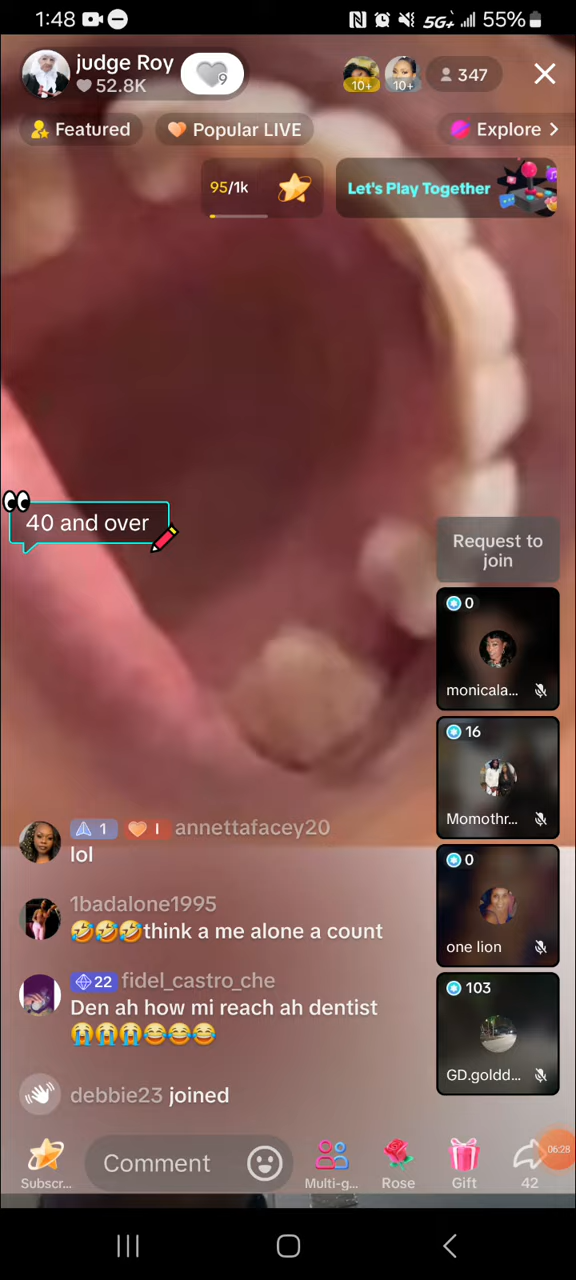 1:48
5G+
55%
judge Roy
52.8K
9
10+
10+
347
Featured
Popular LIVE
Explore
95/1k
Let's Play Together
40 and over
Request to
join
0
monicala...
16
Momothr...
0
one lion
103
GD.goldd...
1
I
annettafacey20
lol
1badalone1995
🤣🤣🤣think a me alone a count
22
fidel_castro_che
Den ah how mi reach ah dentist
😭😭😭😂😂😂
debbie23 joined
Comment
06:28
Subscr...
Multi-g...
Rose
Gift
42